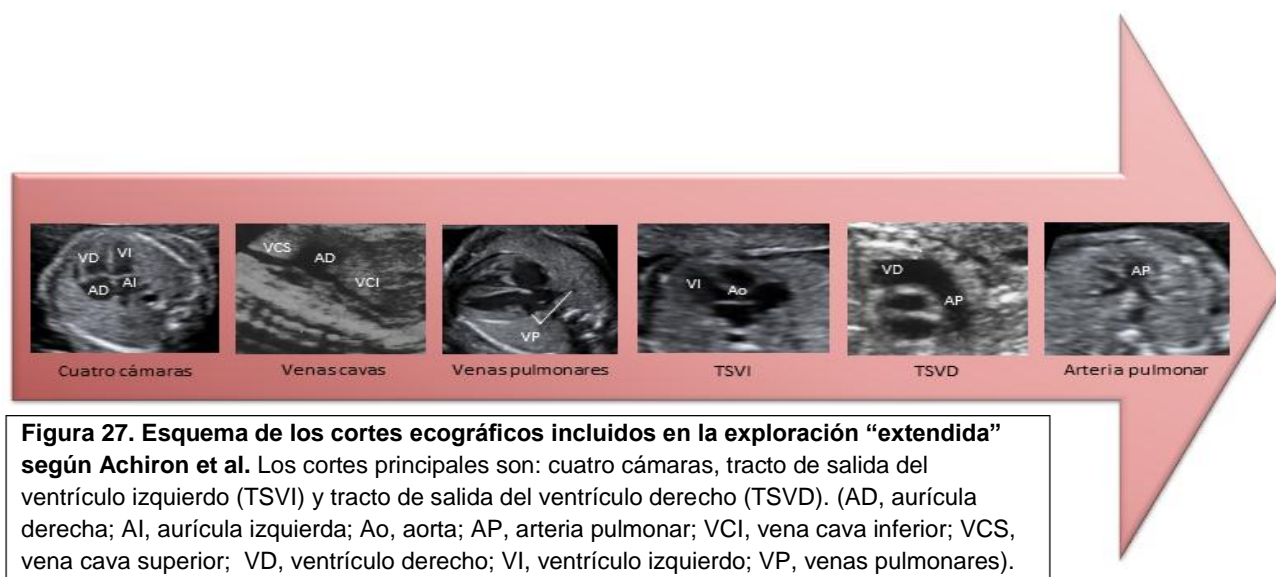 VD VI
AD AI
Cuatro cámaras
VCS AD
VCI
Venas cavas
VP
Venas pulmonares
VI Ao
TSVI
VD
AP
TSVD
AP
Arteria pulmonar
Figura 27. Esquema de los cortes ecográficos incluidos en la exploración “extendida”
según Achiron et al. Los cortes principales son: cuatro cámaras, tracto de salida del
ventrículo izquierdo (TSVI) y tracto de salida del ventrículo derecho (TSVD). (AD, aurícula
derecha; AI, aurícula izquierda; Ao, aorta; AP, arteria pulmonar; VCI, vena cava inferior; VCS,
vena cava superior; VD, ventrículo derecho; VI, ventrículo izquierdo; VP, venas pulmonares).